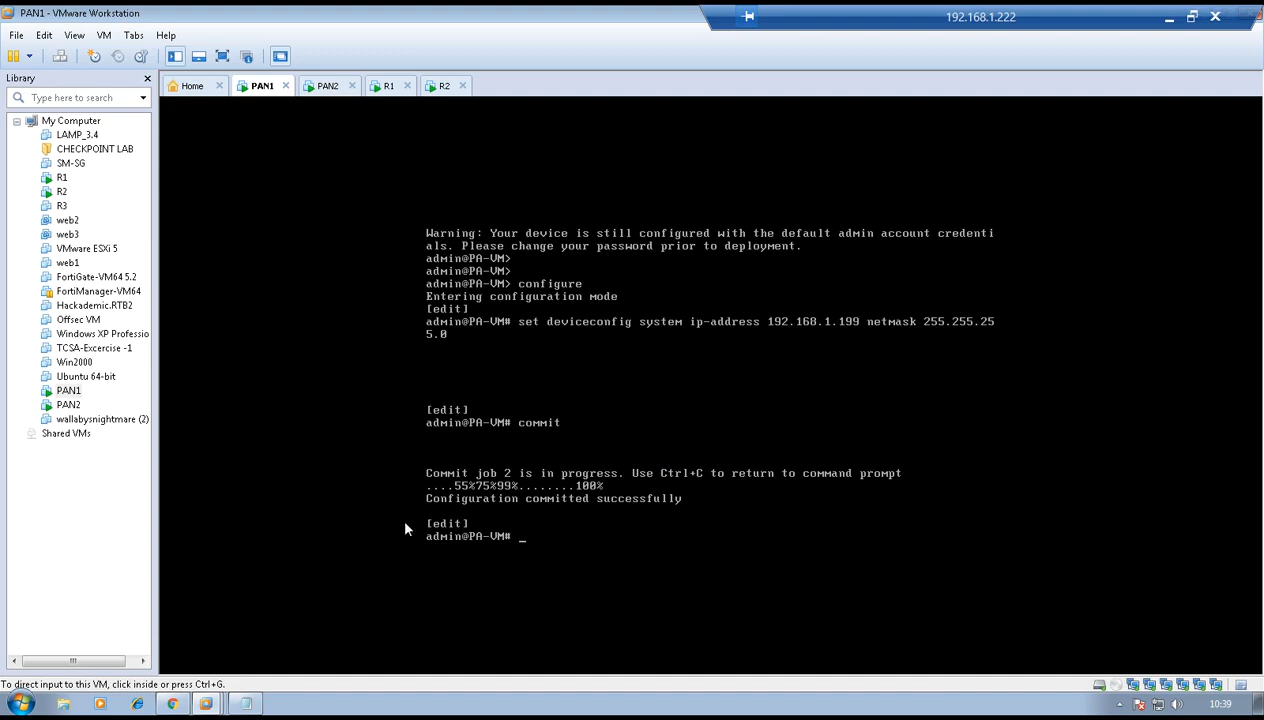 PAN1 - VMware Workstation
192.168.1.222
File Edit View VM Tabs Help
Library
Type here to search
Home
PAN1
PAN2
R1
R2
My Computer
LAMP_3.4
CHECKPOINT LAB
SM-SG
R1
R2
R3
web2
web3
VMware ESXi 5
web1
FortiGate-VM64 5.2
FortiManager-VM64
Hackademic.RTB2
Offsec VM
Windows XP Professio
TCSA-Excercise -1
Win2000
Ubuntu 64-bit
PAN1
PAN2
wallabysnightmare (2)
Shared VMs
Warning: Your device is still configured with the default admin account credenti
als. Please change your password prior to deployment.
admin@PA-VM>
admin@PA-VM>
admin@PA-VM> configure
Entering configuration mode
[edit]
admin@PA-VM# set deviceconfig system ip-address 192.168.1.199 netmask 255.255.25
5.0
[edit]
admin@PA-VM# commit
Commit job 2 is in progress. Use Ctrl+C to return to command prompt
....55%75%99%........100%
Configuration committed successfully
[edit]
admin@PA-VM# _
To direct input to this VM, click inside or press Ctrl+G.
10:39